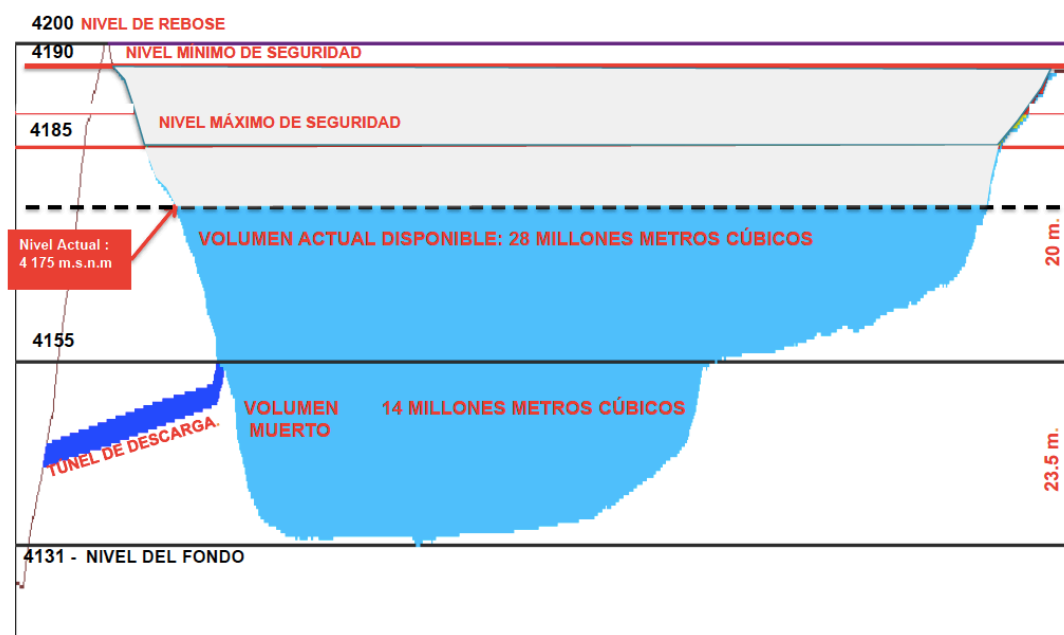 4200 NIVEL DE REBOSE
4190 NIVEL MÍNIMO DE SEGURIDAD
NIVEL MÁXIMO DE SEGURIDAD
4185
Nivel Actual :
4 175 m.s.n.m
VOLUMEN ACTUAL DISPONIBLE: 28 MILLONES METROS CÚBICOS
20 m.
4155
VOLUMEN 14 MILLONES METROS CÚBICOS
MUERTO
TUNEL DE DESCARGA.
23.5 m.
4131 - NIVEL DEL FONDO